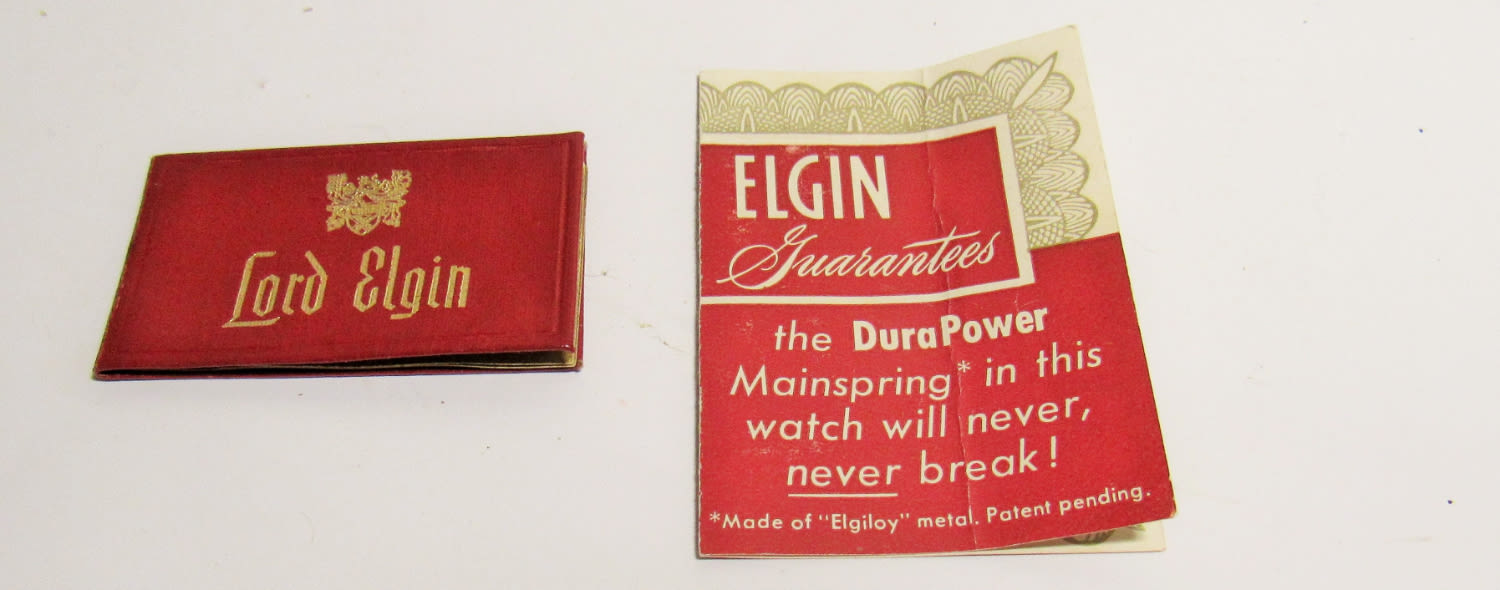 Lord Elgin
ELGIN
Guarantees
the DuraPower
Mainspring* in this
watch will never,
never break!
*Made of "Elgiloy" metal. Patent pending.